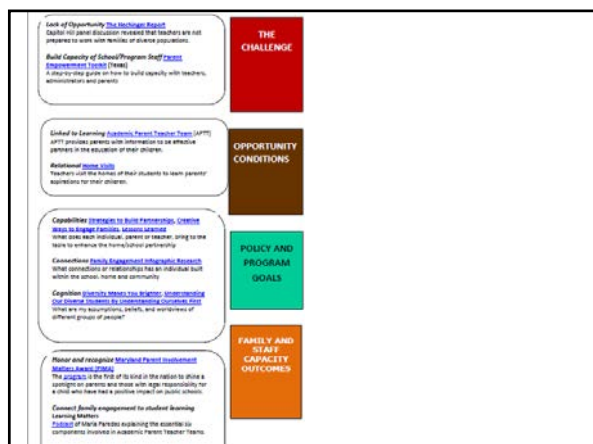 Lack of Opportunity The Hechinger Report
Capitol Hill panel discussion revealed that teachers are not
prepared to work with families of diverse populations.
Build Capacity of School/Program Staff Parent
Empowerment Toolkit (Texas)
A step-by-step guide on how to build capacity with teachers,
administrators and parents
THE
CHALLENGE
Linked to Learning Academic Parent Teacher Team (APTT)
APTT provides parents with information to be effective
partners in the education of their children.
Relational Home Visits
Teachers visit the homes of their students to learn parents'
aspirations for their children.
OPPORTUNITY
CONDITIONS
Capabilities Strategies to Build Partnerships, Creative
Ways to Engage Families, Lessons Learned
What does each individual, parent or teacher, bring to the
table to enhance the home/school partnership
Connections Family Engagement Infographic Research
What connections or relationships has an individual built
within the school, home and community
Cognition Diversity Makes You Brighter, Understanding
Our Diverse Students By Understanding Ourselves First
What are my assumptions, beliefs, and worldviews of
different groups of people?
POLICY AND
PROGRAM
GOALS
FAMILY AND
STAFF
CAPACITY
OUTCOMES
Honor and recognize Maryland Parent Involvement
Matters Award (PIMA)
The program is the first of its kind in the nation to shine a
spotlight on parents and those with legal responsibility for
a child who have had a positive impact on public schools.
Connect family engagement to student learning
Learning Matters
Podcast of Maria Paredes explaining the essential six
components involved in Academic Parent Teacher Teams.